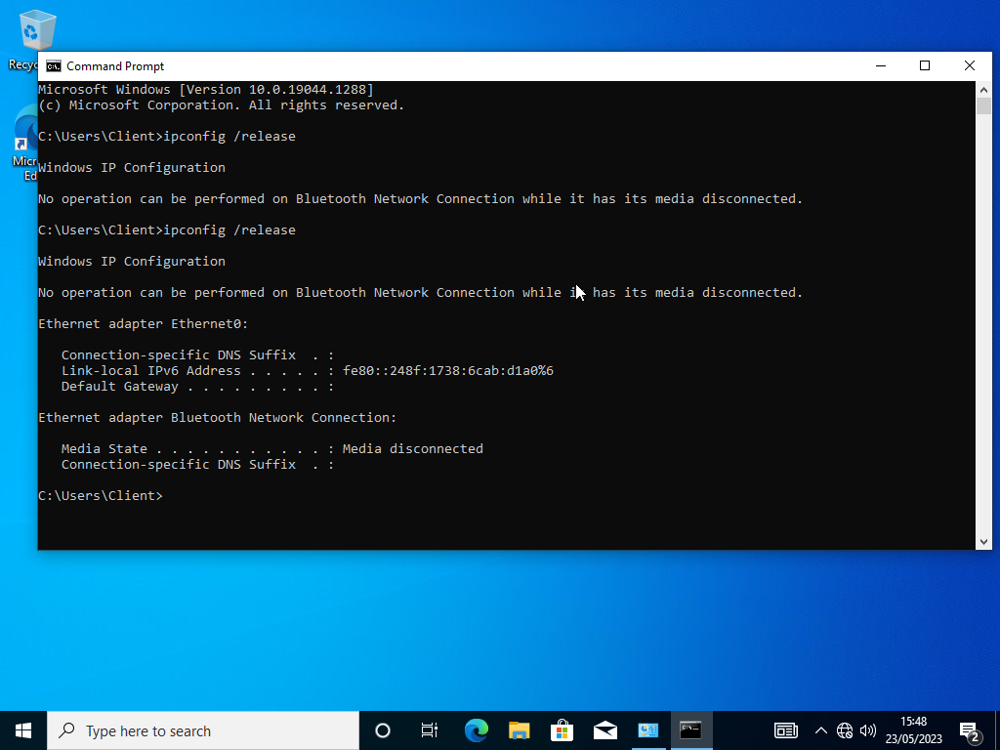 Recyc
Command Prompt
Microsoft Windows [Version 10.0.19044.1288]
(c) Microsoft Corporation. All rights reserved.
C:\Users\Client>ipconfig /release
Micr
Ed
Windows IP Configuration
No operation can be performed on Bluetooth Network Connection while it has its media disconnected.
C:\Users\Client>ipconfig /release
Windows IP Configuration
No operation can be performed on Bluetooth Network Connection while it has its media disconnected.
Ethernet adapter Ethernet0:
Connection-specific DNS Suffix  . :
Link-local IPv6 Address . . . . . : fe80::248f:1738:6cab:d1a0%6
Default Gateway . . . . . . . . . :
Ethernet adapter Bluetooth Network Connection:
Media State . . . . . . . . . . . : Media disconnected
Connection-specific DNS Suffix  . :
C:\Users\Client>
Type here to search
15:48
23/05/2023
2